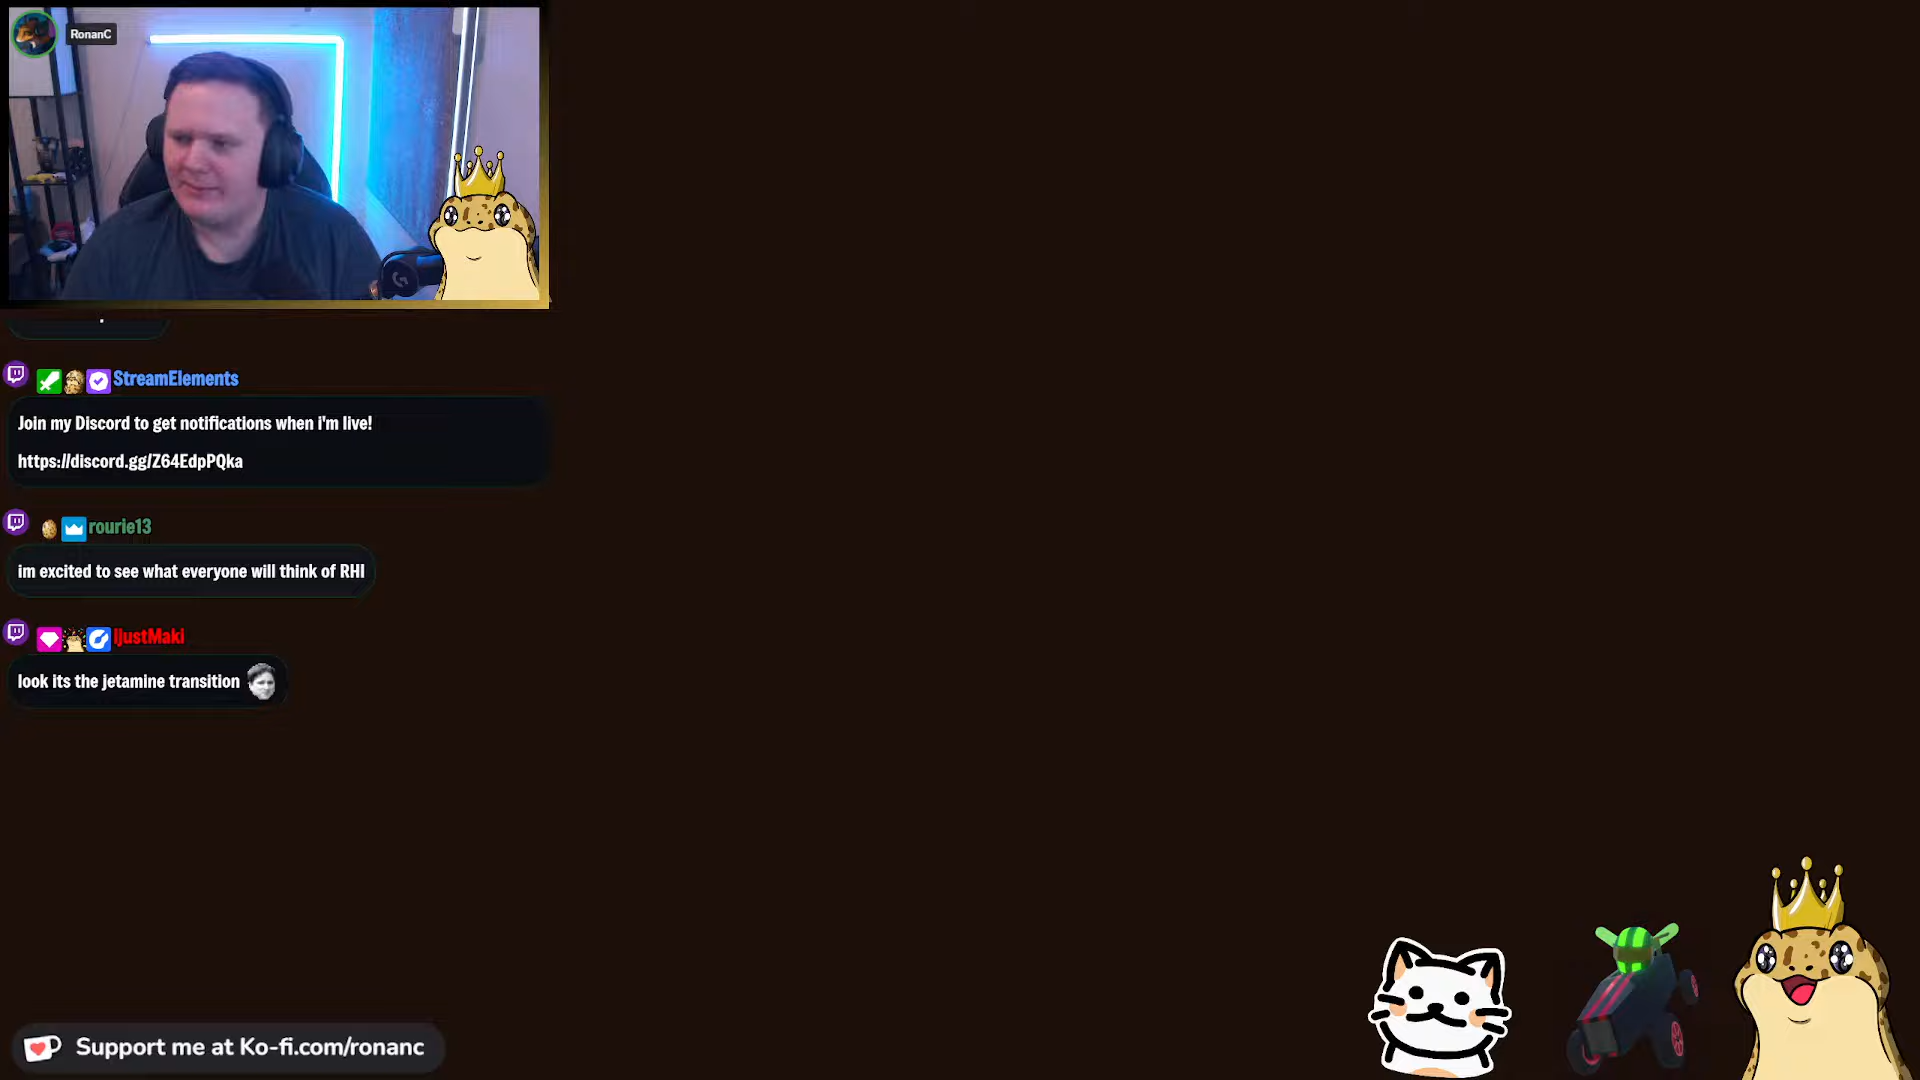 RonanC
StreamElements
Join my Discord to get notifications when i'm live!
https://discord.gg/Z64EdpPQka
rourie13
im excited to see what everyone will think of RHI
IjustMaki
look its the jetamine transition
Support me at Ko-fi.com/ronanc